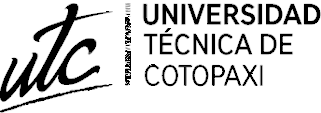 utc
UNIVERSIDAD
TÉCNICA DE
COTOPAXI